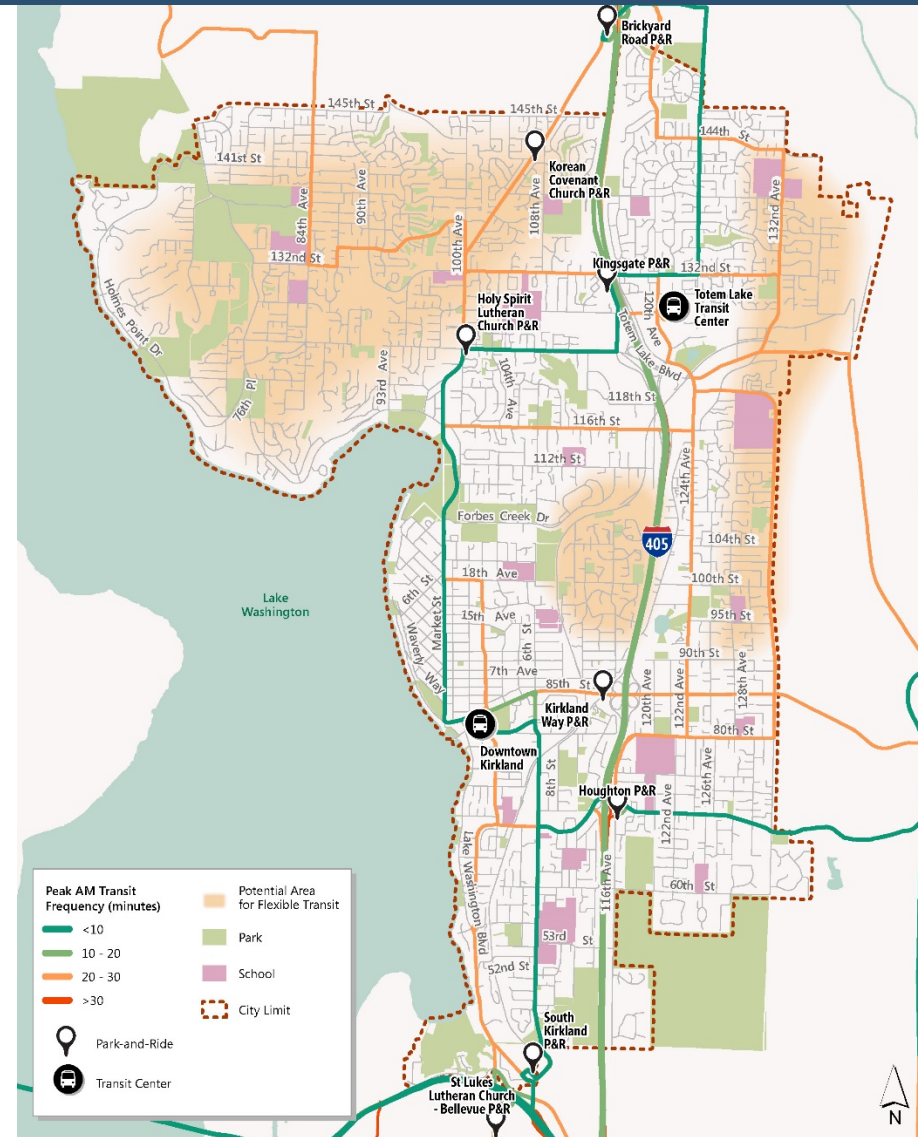 Brickyard
Road P&R
145th St
145th St
144th St
141st St
Korean
Covenant
Church P&R
84th Ave
90th Ave
100th Ave
108th Ave
132nd Ave
132nd St
Kingsgate P&R
132nd St
Holmes Point Dr
Holy Spirit
Lutheran
Church P&R
120th Ave
Totem Lake
Transit
Center
Totem Lake Blvd
76th Pl
93rd Ave
104th Ave
118th St
116th St
112th St
124th Ave
Forbes Creek Dr
405
104th St
100th St
18th Ave
6th St
Market St
Lake
Washington
15th Ave
6th St
95th St
Waverly Way
7th Ave
90th St
85th St
Kirkland
Way P&R
120th Ave
122nd Ave
128th Ave
80th St
Downtown
Kirkland
8th St
126th Ave
Houghton P&R
122nd Ave
Lake Washington Blvd
116th Ave
60th St
53rd St
52nd St
South
Kirkland
P&R
St Lukes
Lutheran Church
- Bellevue P&R
Peak AM Transit
Frequency (minutes)
<10
10 - 20
20 - 30
>30
Park-and-Ride
Transit Center
Potential Area
for Flexible Transit
Park
School
City Limit
N